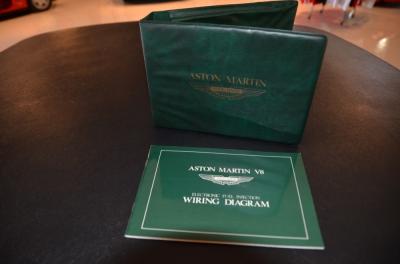 ASTON MARTIN
ASTON MARTIN V8
ELECTRONIC FUEL INJECTION
WIRING DIAGRAM